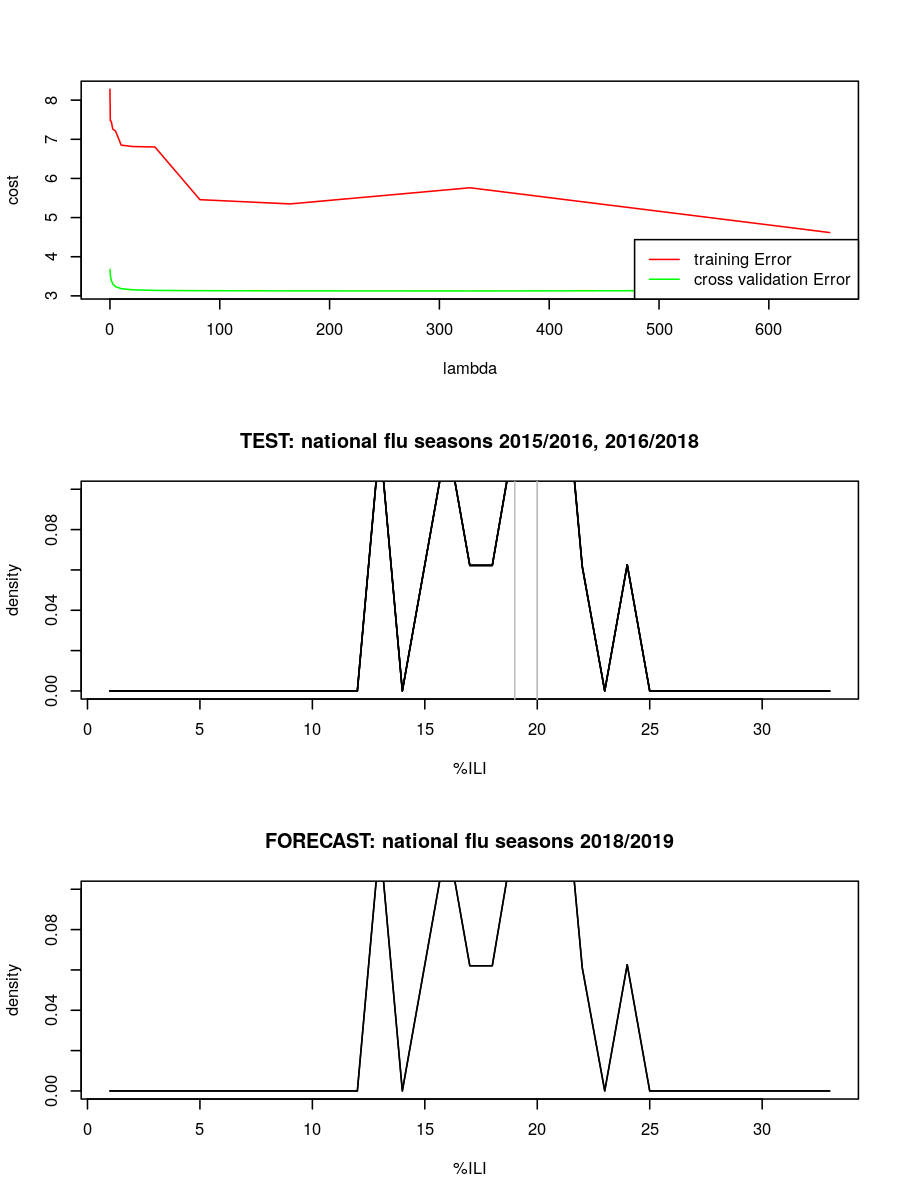 8
7
6
5
4
3
cost
training Error
cross validation Error
0 100 200 300 400 500 600
lambda
TEST: national flu seasons 2015/2016, 2016/2018
0.08
0.04
0.00
density
0 5 10 15 20 25 30
%ILI
FORECAST: national flu seasons 2018/2019
0.08
0.04
0.00
density
0 5 10 15 20 25 30
%ILI